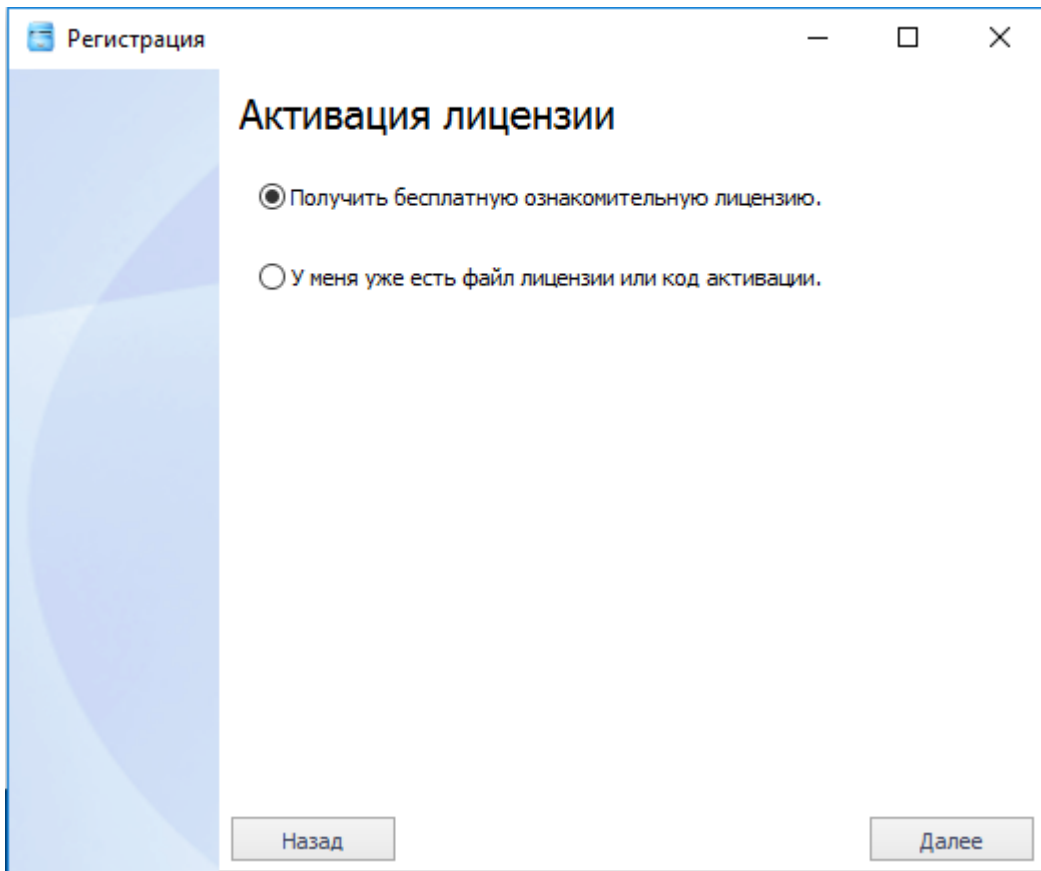 Регистрация
Активация лицензии
Получить бесплатную ознакомительную лицензию.
У меня уже есть файл лицензии или код активации.
Назад
Далее